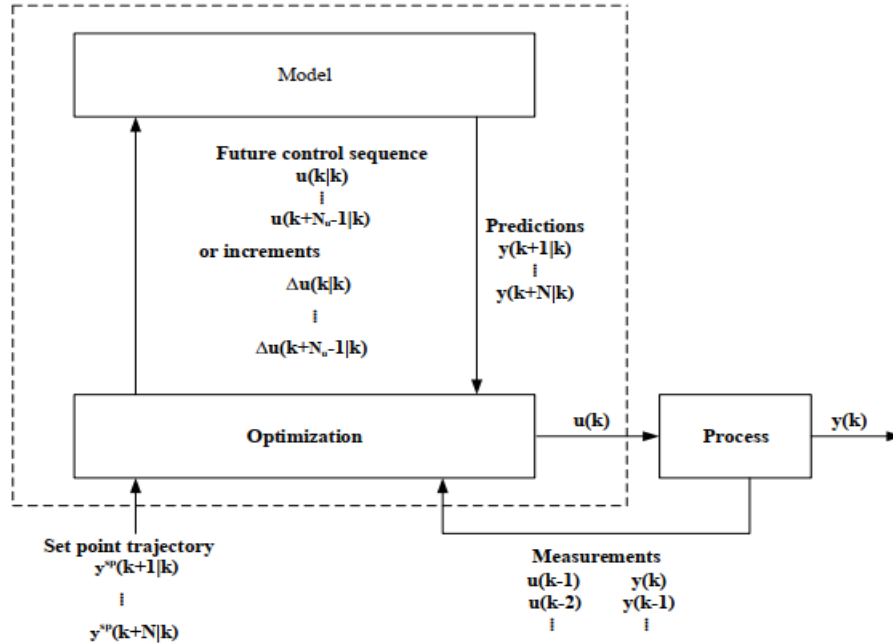 Model
Future control sequence
u(k|k)
⁞
u(k+Nᵤ-1|k)
or increments
Δu(k|k)
⁞
Δu(k+Nᵤ-1|k)
Predictions
y(k+1|k)
⁞
y(k+N|k)
Optimization
u(k)
Process
y(k)
Set point trajectory
yˢᵖ(k+1|k)
⁞
yˢᵖ(k+N|k)
Measurements
u(k-1) y(k)
u(k-2) y(k-1)
⁞ ⁞